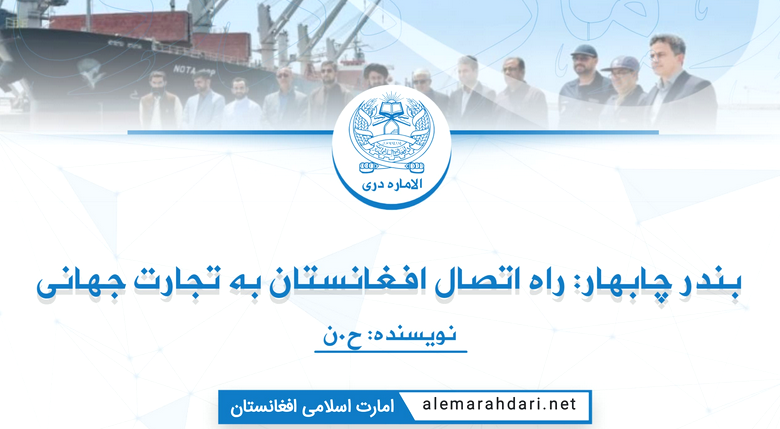 الاماره دری
بندر چابهار: راه اتصال افغانستان به تجارت جهانی
نویسنده: ح.ن
امارت اسلامی افغانستان
alemarahdari.net